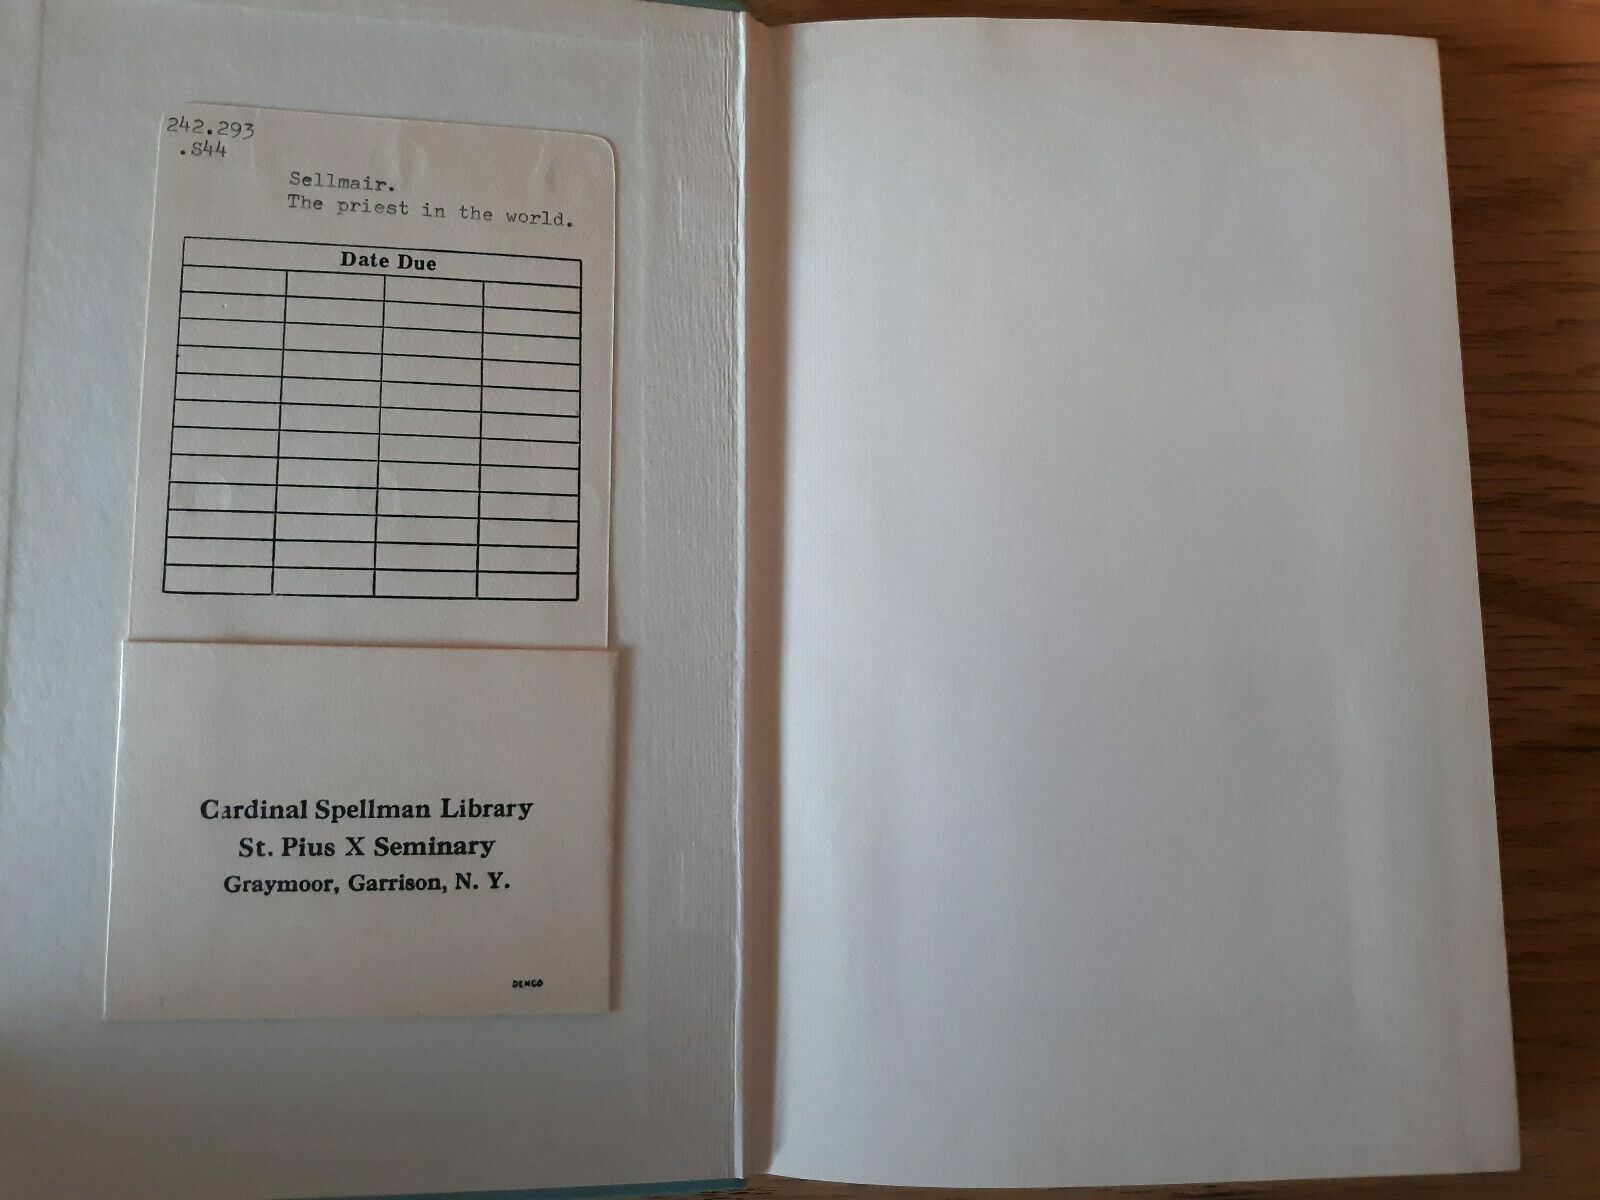 242.293
.S44
Sellmair.
The priest in the world.
Date Due
Cardinal Spellman Library
St. Pius X Seminary
Graymoor, Garrison, N. Y.
DEMCO